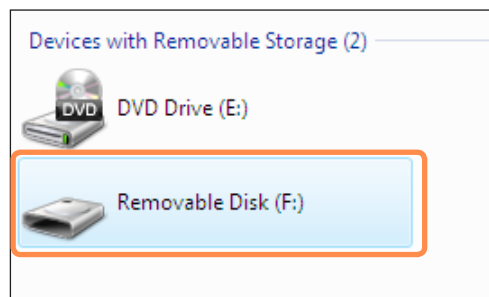 Devices with Removable Storage (2)
DVD
DVD Drive (E:)
Removable Disk (F:)